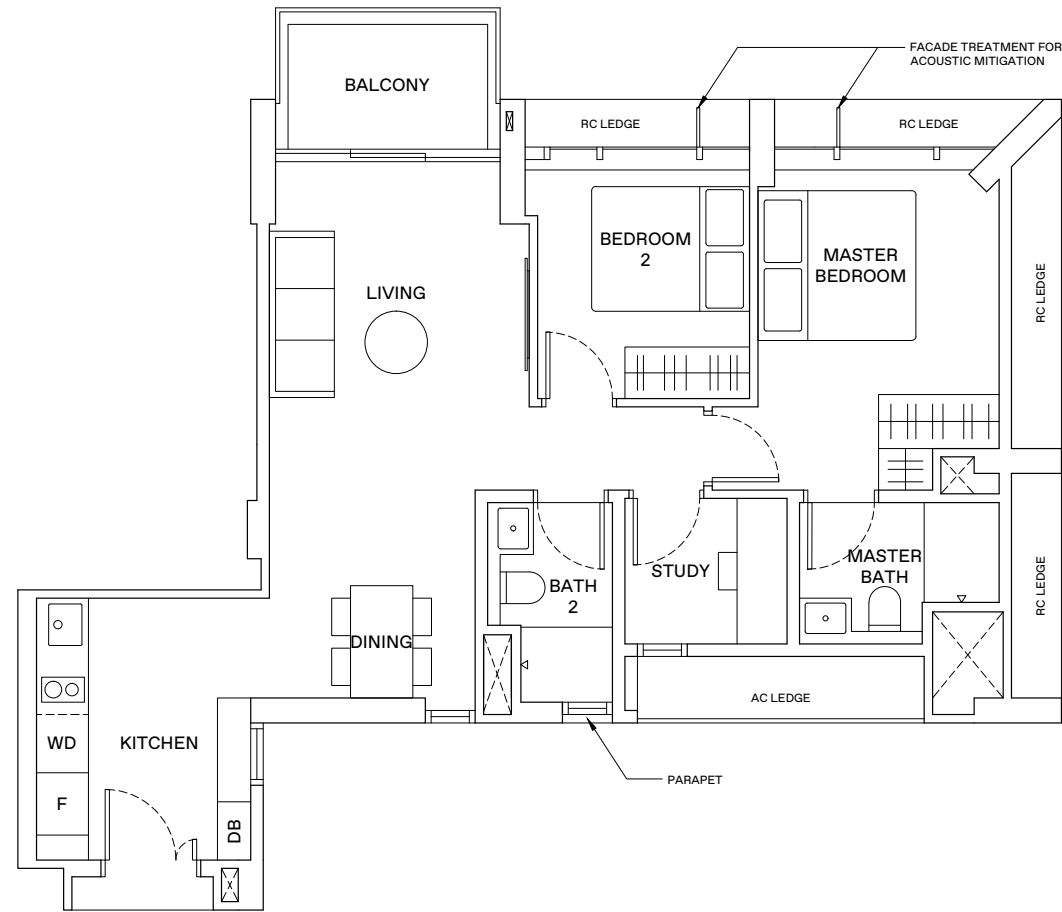 FACADE TREATMENT FOR
ACOUSTIC MITIGATION
BALCONY
RC LEDGE
RC LEDGE
BEDROOM
2
MASTER
BEDROOM
LIVING
RC LEDGE
MASTER
BATH
STUDY
BATH
2
RC LEDGE
DINING
AC LEDGE
WD
KITCHEN
PARAPET
F
DB